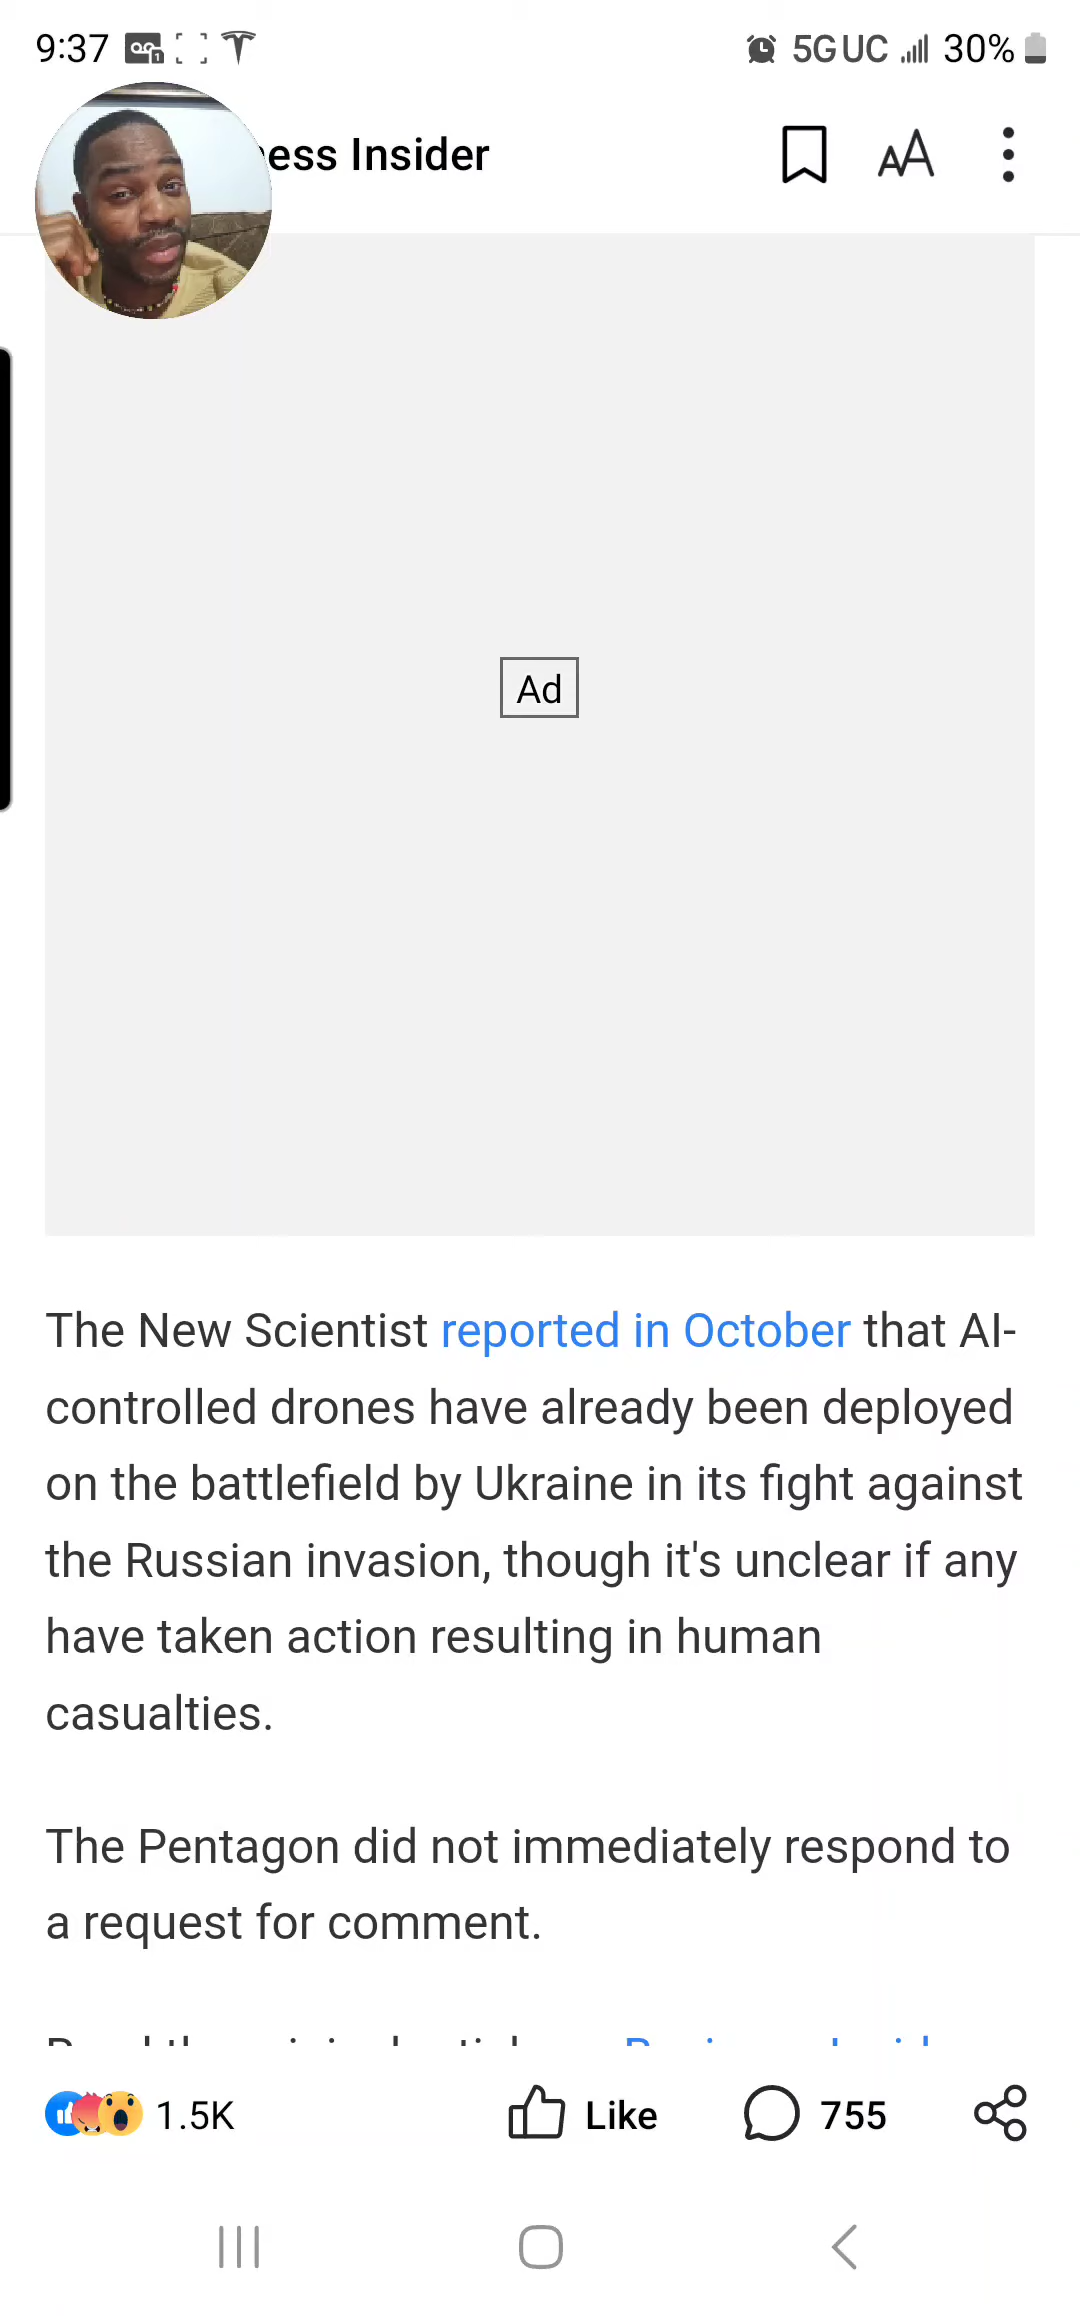 9:37
5G UC 30%
ess Insider
Ad
The New Scientist reported in October that AI-
controlled drones have already been deployed
on the battlefield by Ukraine in its fight against
the Russian invasion, though it's unclear if any
have taken action resulting in human
casualties.
The Pentagon did not immediately respond to
a request for comment.
1.5K Like 755